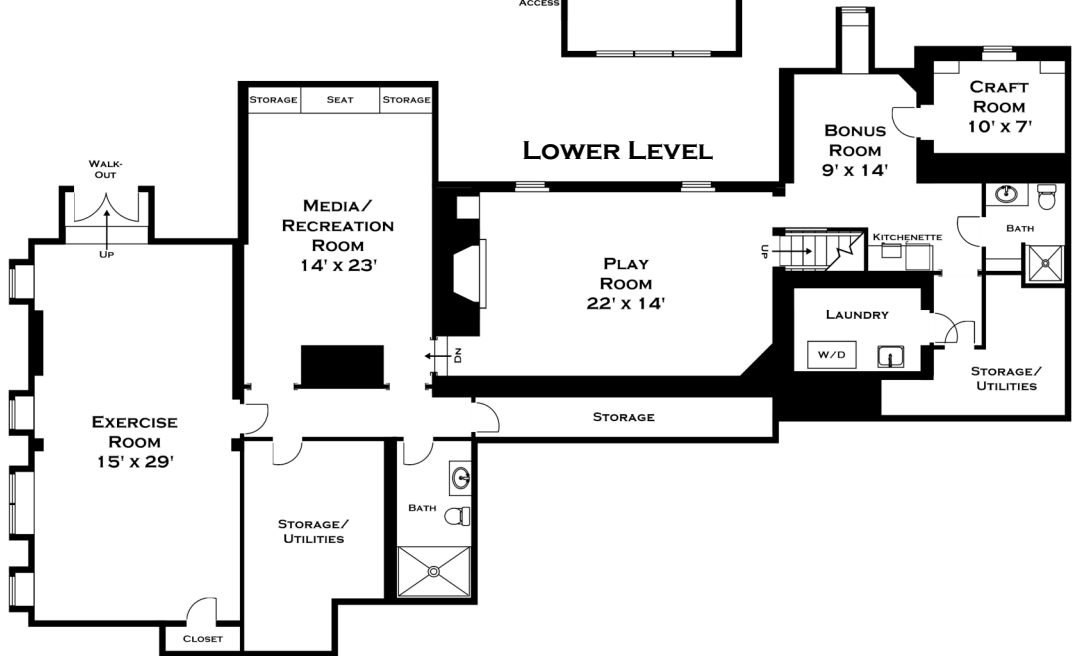 ACCESS
LOWER LEVEL
STORAGE
SEAT
STORAGE
WALK-
OUT
UP
MEDIA/
RECREATION
ROOM
14' X 23'
CRAFT
ROOM
10' X 7'
BONUS
ROOM
9' X 14'
KITCHENETTE
BATH
PLAY
ROOM
22' X 14'
UP
DN
LAUNDRY
W/D
STORAGE/
UTILITIES
EXERCISE
ROOM
15' X 29'
STORAGE
STORAGE/
UTILITIES
BATH
CLOSET